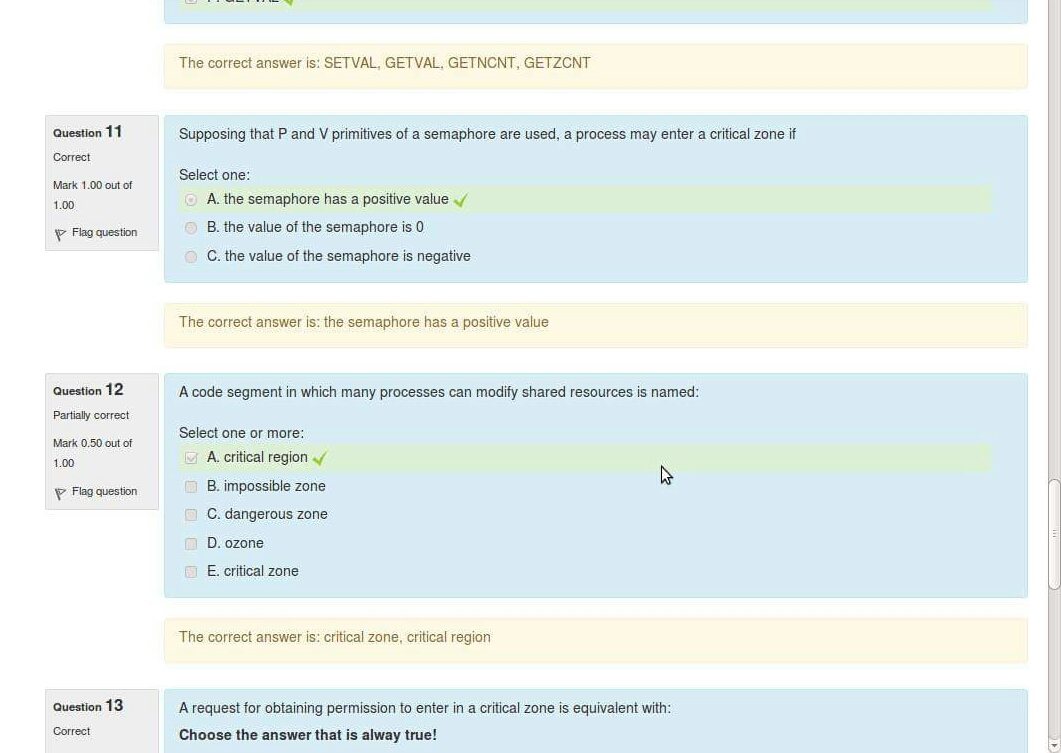 The correct answer is: SETVAL, GETVAL, GETNCNT, GETZCNT
Question 11
Correct
Mark 1.00 out of
1.00
Flag question
Supposing that P and V primitives of a semaphore are used, a process may enter a critical zone if
Select one:
A. the semaphore has a positive value
B. the value of the semaphore is 0
C. the value of the semaphore is negative
The correct answer is: the semaphore has a positive value
Question 12
Partially correct
Mark 0.50 out of
1.00
Flag question
A code segment in which many processes can modify shared resources is named:
Select one or more:
A. critical region
B. impossible zone
C. dangerous zone
D. ozone
E. critical zone
The correct answer is: critical zone, critical region
Question 13
Correct
A request for obtaining permission to enter in a critical zone is equivalent with:
Choose the answer that is alway true!